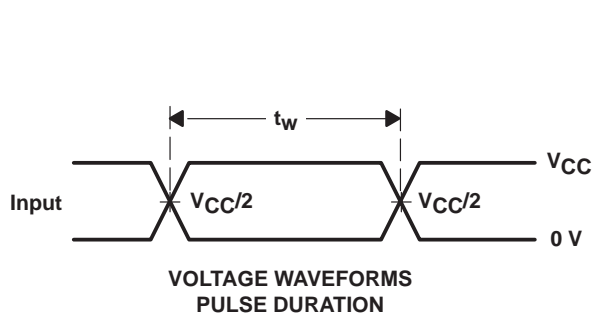 tw
VCC
Input
VCC/2
VCC/2
0 V
VOLTAGE WAVEFORMS
PULSE DURATION